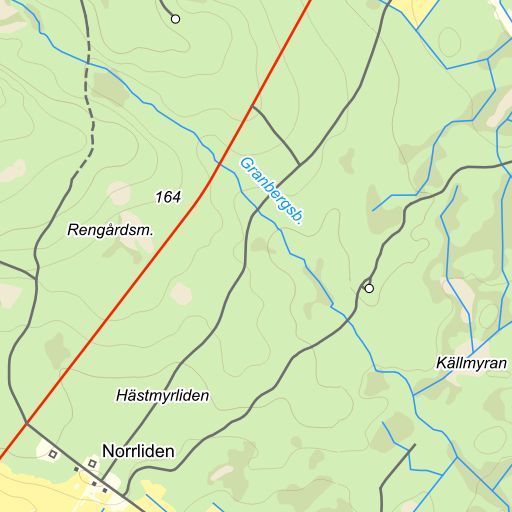 Granbergsb.
164
Rengårdsm.
Källmyran
Hästmyrliden
Norrliden